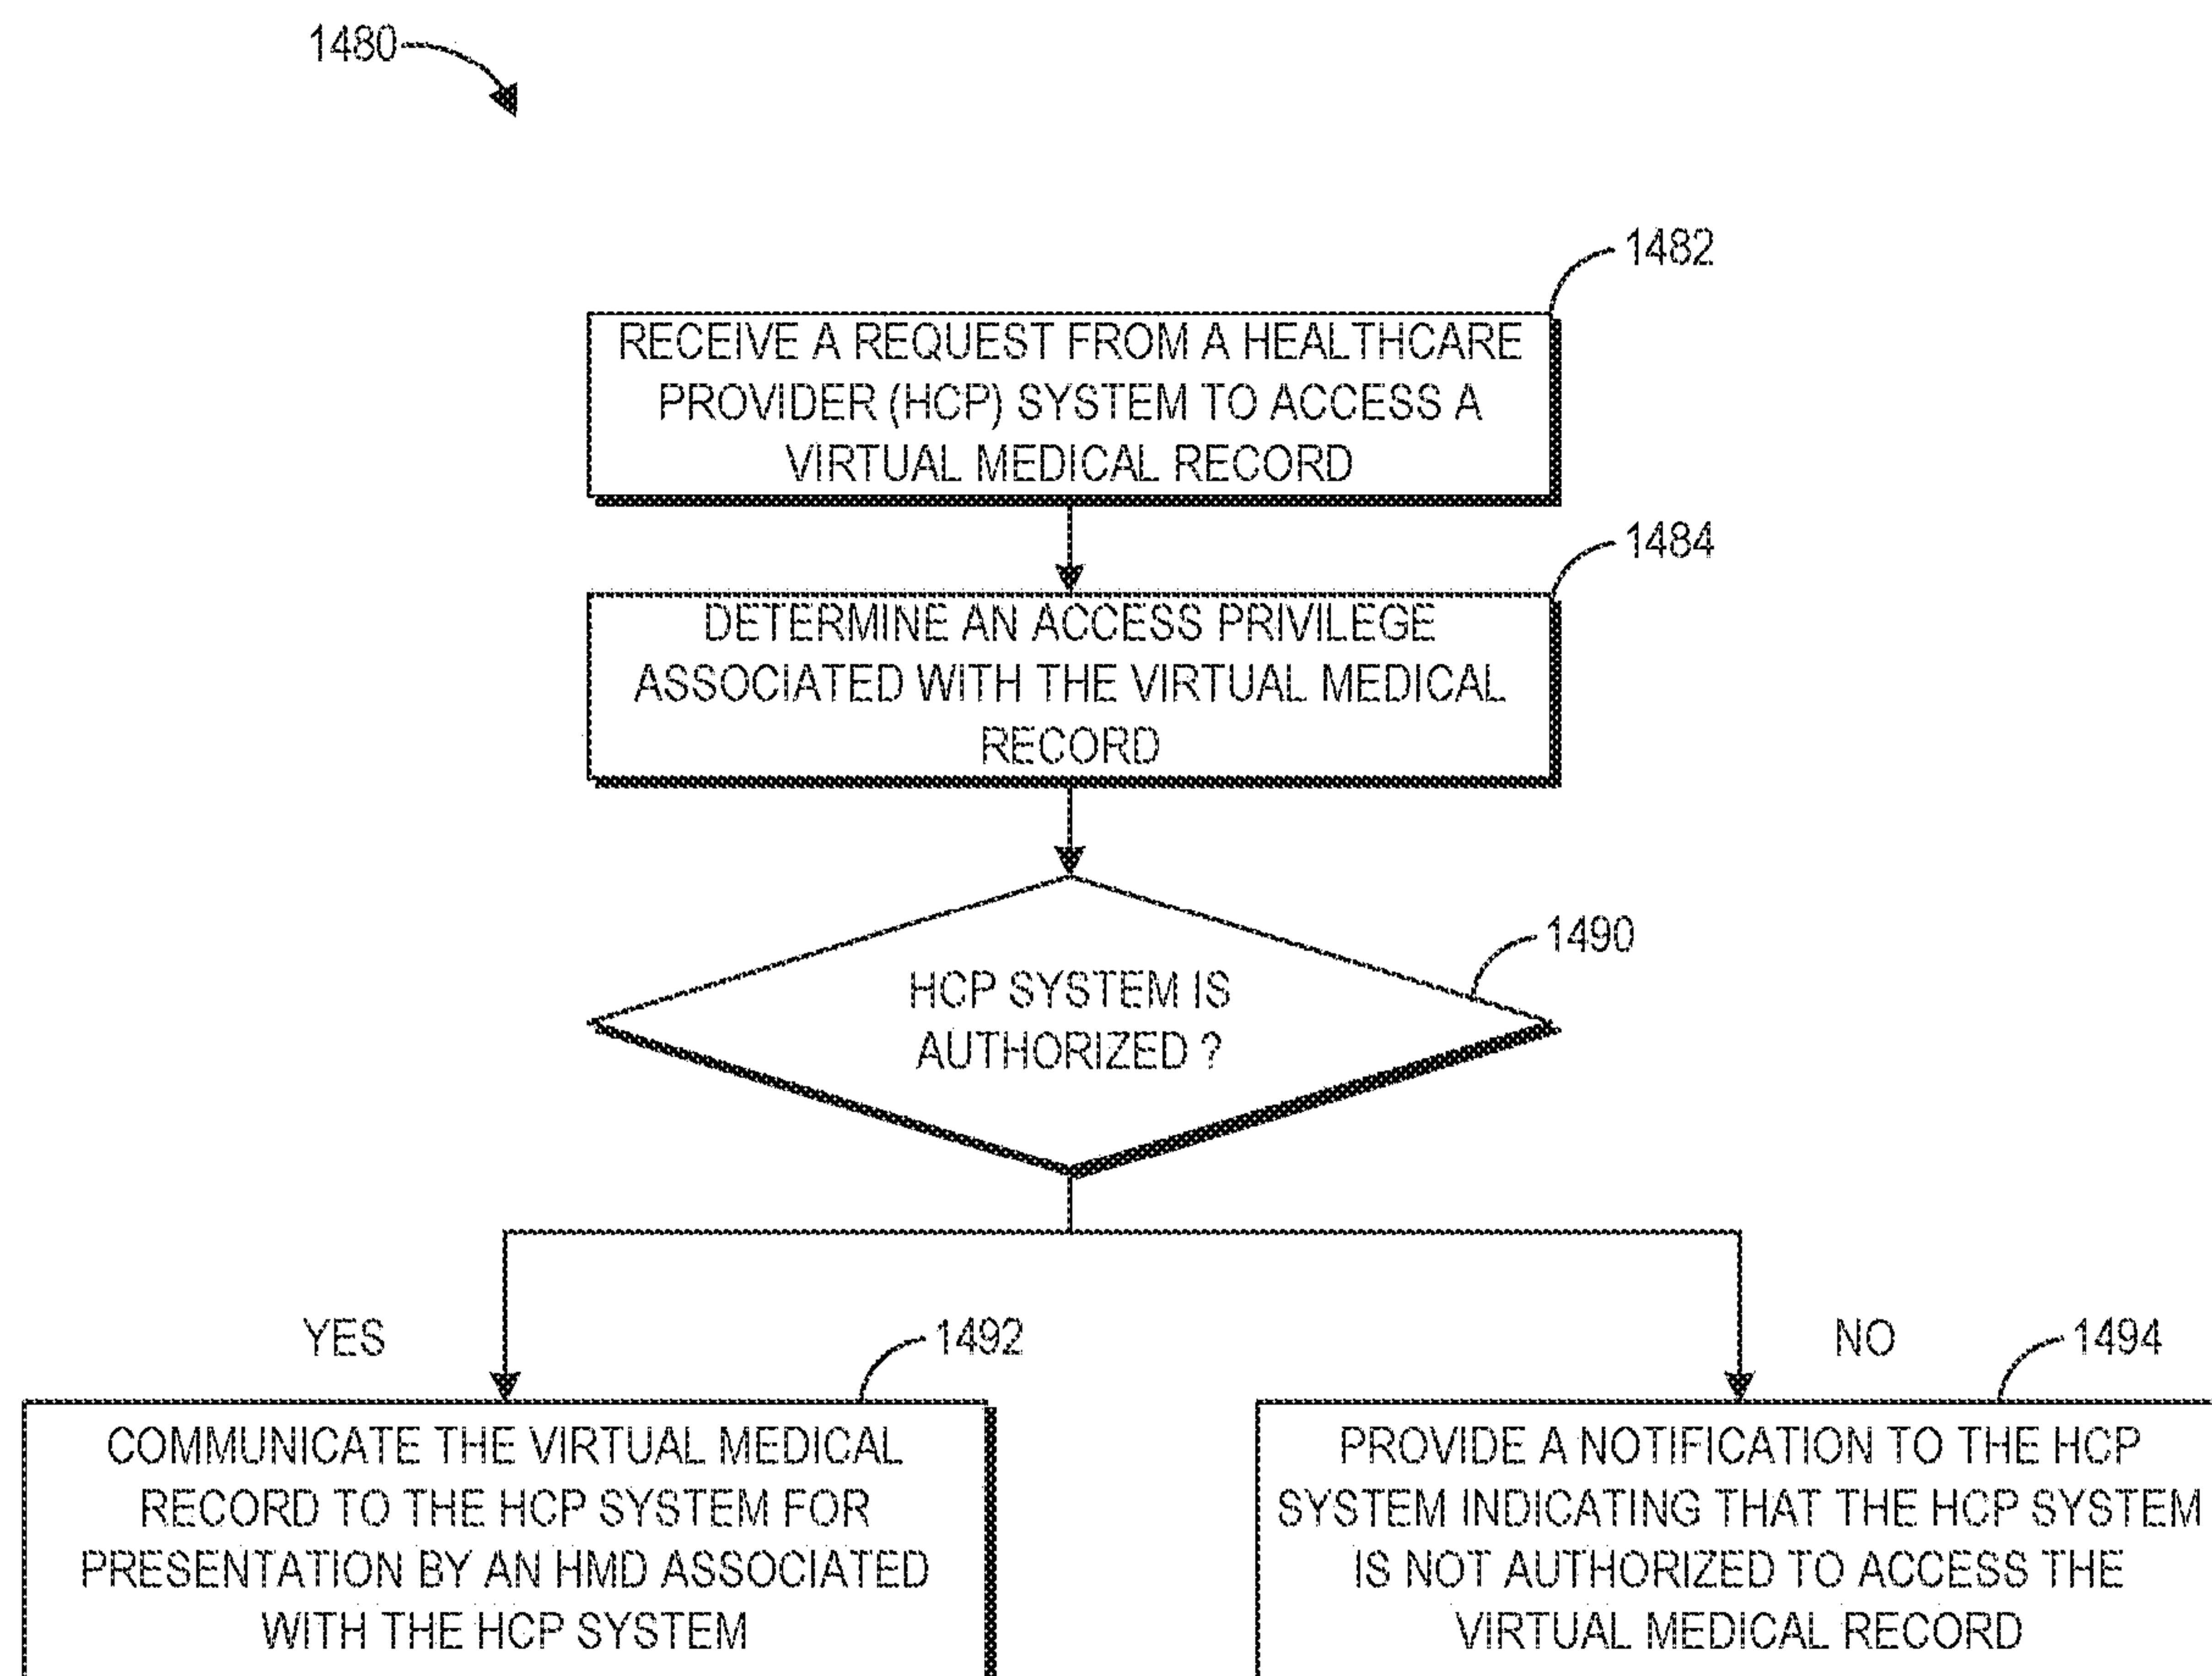 1480
1482
RECEIVE A REQUEST FROM A HEALTHCARE
PROVIDER (HCP) SYSTEM TO ACCESS A
VIRTUAL MEDICAL RECORD
1484
DETERMINE AN ACCESS PRIVILEGE
ASSOCIATED WITH THE VIRTUAL MEDICAL
RECORD
1490
HCP SYSTEM IS
AUTHORIZED ?
YES
1492
COMMUNICATE THE VIRTUAL MEDICAL
RECORD TO THE HCP SYSTEM FOR
PRESENTATION BY AN HMD ASSOCIATED
WITH THE HCP SYSTEM
NO
1494
PROVIDE A NOTIFICATION TO THE HCP
SYSTEM INDICATING THAT THE HCP SYSTEM
IS NOT AUTHORIZED TO ACCESS THE
VIRTUAL MEDICAL RECORD